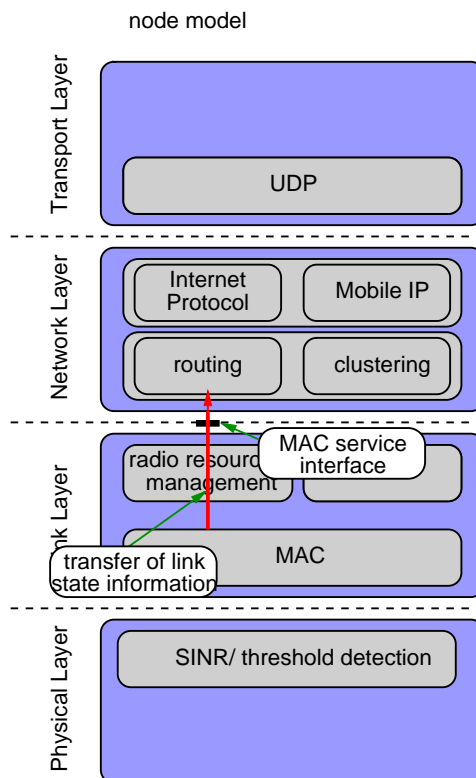 node model
Transport Layer
UDP
Network Layer
Internet
Protocol
Mobile IP
routing
clustering
MAC service
interface
radio resour
management
nk Layer
MAC
transfer of link
state information
Physical Layer
SINR/ threshold detection